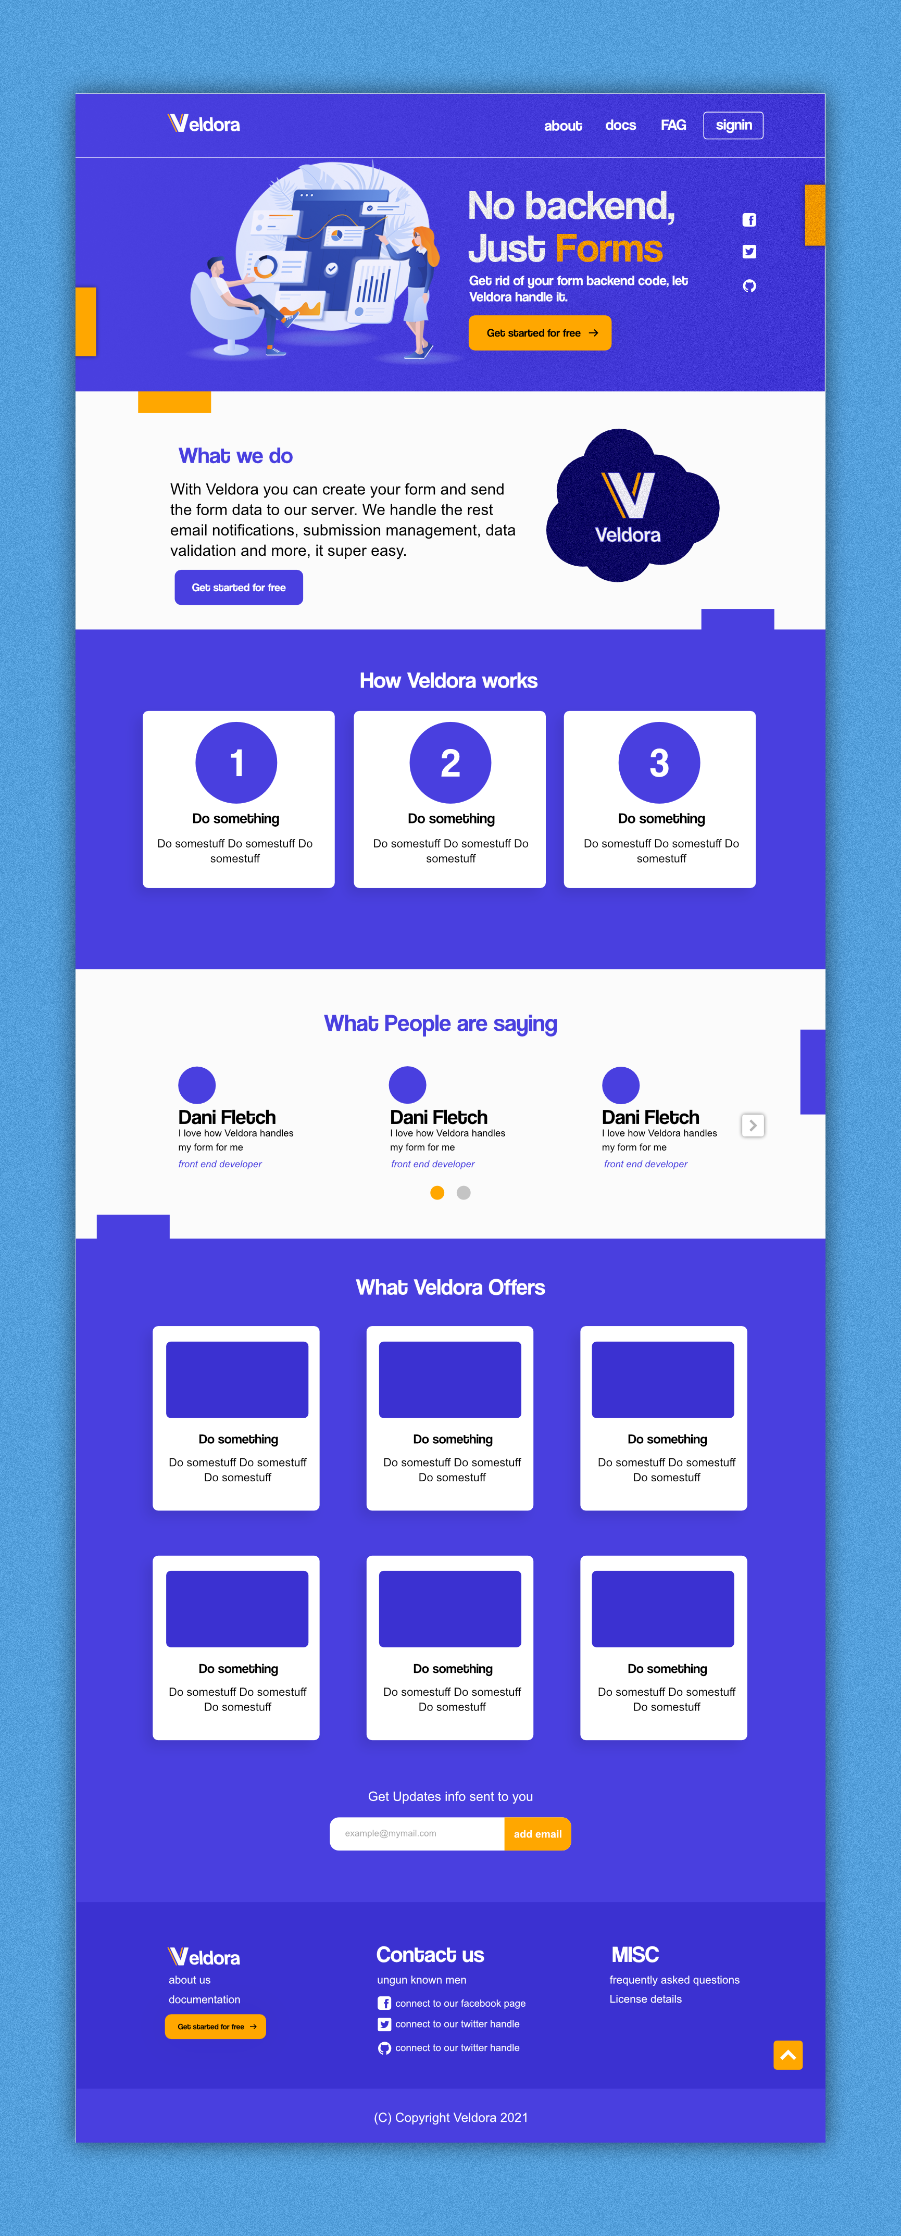 Veldora
about docs FAG signin
No backend,
Just Forms
Get rid of your form backend code, let
Veldora handle it.
Get started for free →
What we do
With Veldora you can create your form and send
the form data to our server. We handle the rest
email notifications, submission management, data
validation and more, it super easy.
Get started for free
V
Veldora
How Veldora works
1
Do something
Do somestuff Do somestuff Do
somestuff
2
Do something
Do somestuff Do somestuff Do
somestuff
3
Do something
Do somestuff Do somestuff Do
somestuff
What People are saying
Dani Fletch
I love how Veldora handles
my form for me
front end developer
Dani Fletch
I love how Veldora handles
my form for me
front end developer
Dani Fletch
I love how Veldora handles
my form for me
front end developer
What Veldora Offers
Do something
Do somestuff Do somestuff
Do somestuff
Do something
Do somestuff Do somestuff
Do somestuff
Do something
Do somestuff Do somestuff
Do somestuff
Do something
Do somestuff Do somestuff
Do somestuff
Do something
Do somestuff Do somestuff
Do somestuff
Do something
Do somestuff Do somestuff
Do somestuff
Get Updates info sent to you
example@mymail.com
add email
Veldora
about us
documentation
Get started for free →
Contact us
ungun known men
connect to our facebook page
connect to our twitter handle
connect to our twitter handle
MISC
frequently asked questions
License details
(C) Copyright Veldora 2021